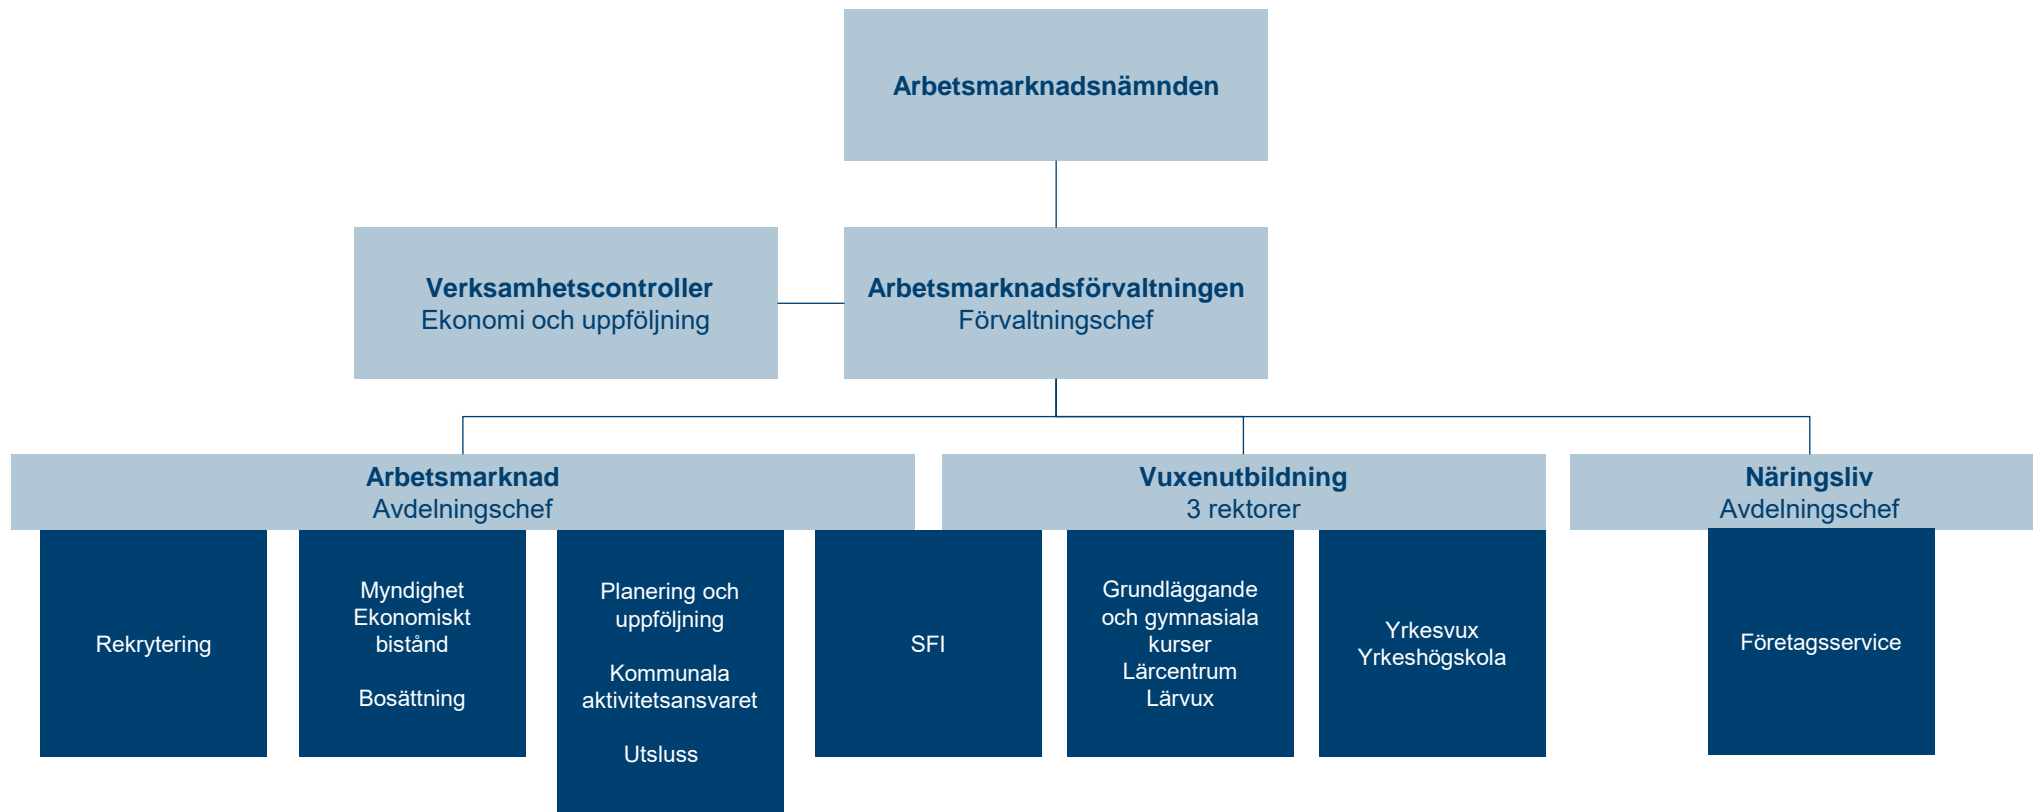 Arbetsmarknadsnämnden
Verksamhetscontroller
Ekonomi och uppföljning
Arbetsmarknadsförvaltningen
Förvaltningschef
Arbetsmarknad
Avdelningschef
Vuxenutbildning
3 rektorer
Näringsliv
Avdelningschef
Rekrytering
Myndighet
Ekonomiskt
bistånd
Bosättning
Planering och
uppföljning
Kommunala
aktivitetsansvaret
Utsluss
SFI
Grundläggande
och gymnasiala
kurser
Lärcentrum
Lärvux
Yrkesvux
Yrkeshögskola
Företagsservice